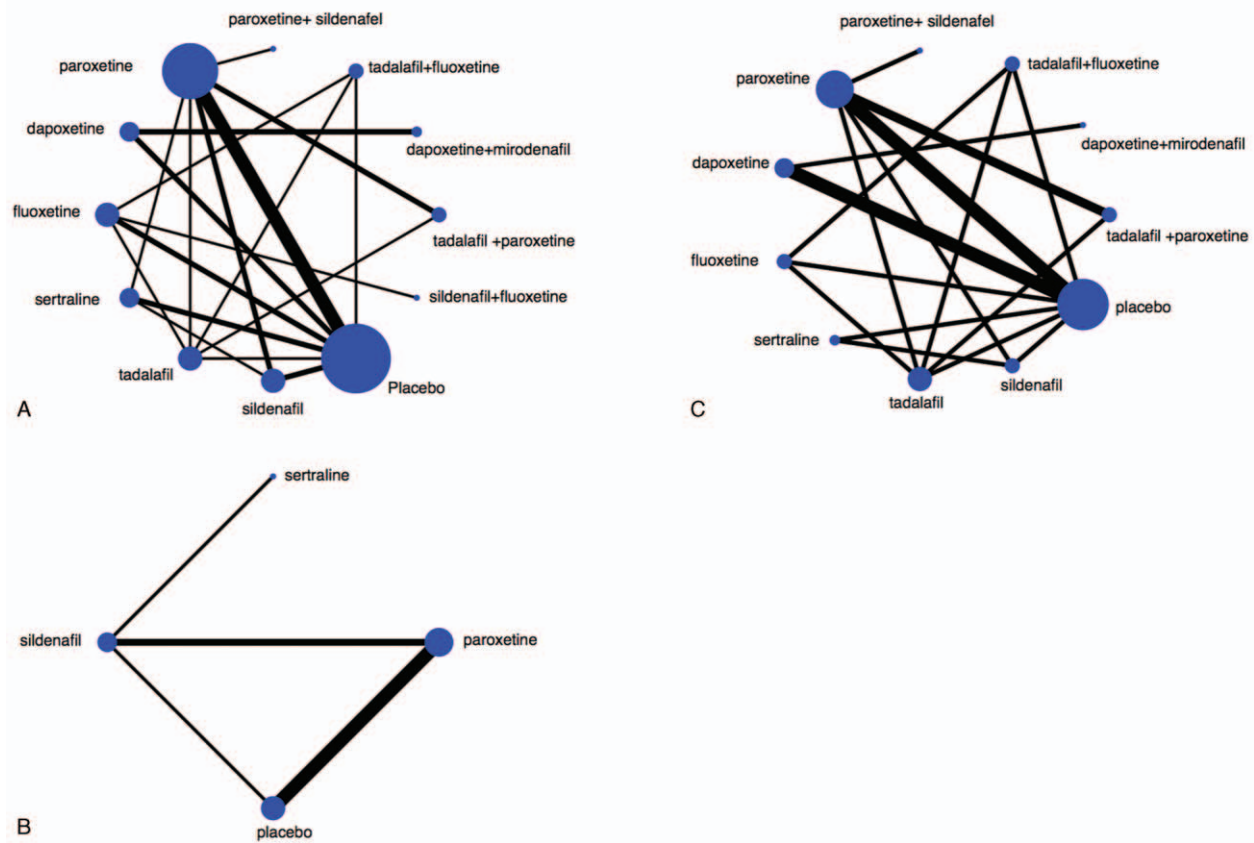 paroxetine+ sildenafel
paroxetine
tadalafil+fluoxetine
dapoxetine
dapoxetine+mirodenafil
fluoxetine
tadalafil +paroxetine
sertraline
sildenafil+fluoxetine
tadalafil
sildenafil
Placebo
A
paroxetine+ sildenafel
paroxetine
tadalafil+fluoxetine
dapoxetine
dapoxetine+mirodenafil
fluoxetine
tadalafil +paroxetine
placebo
sertraline
sildenafil
tadalafil
C
sertraline
sildenafil
paroxetine
placebo
B